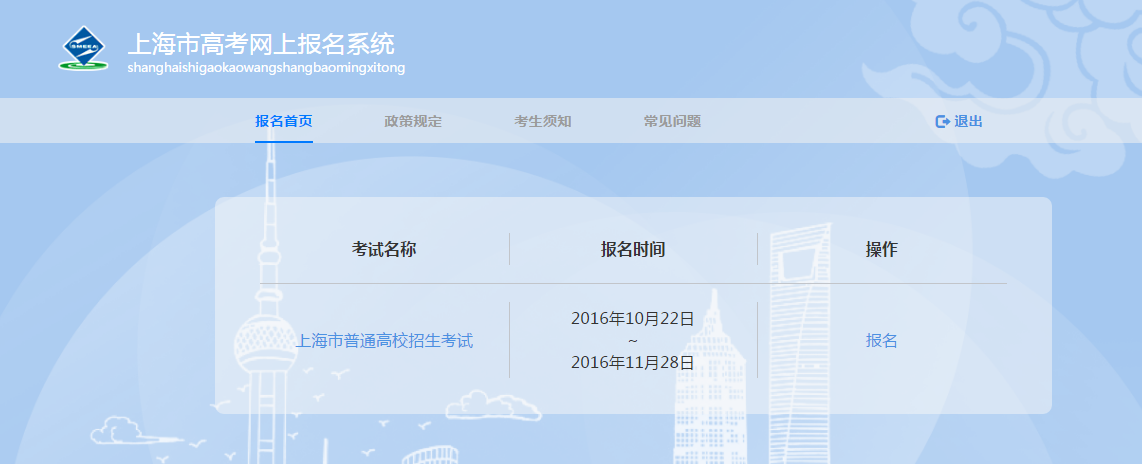 SHMEEA
上海市高考网上报名系统
shanghaishigaokaowangshangbaomingxitong
报名首页 政策规定 考生须知 常见问题 退出
考试名称 报名时间 操作
2016年10月22日
上海市普通高校招生考试 ~ 报名
2016年11月28日